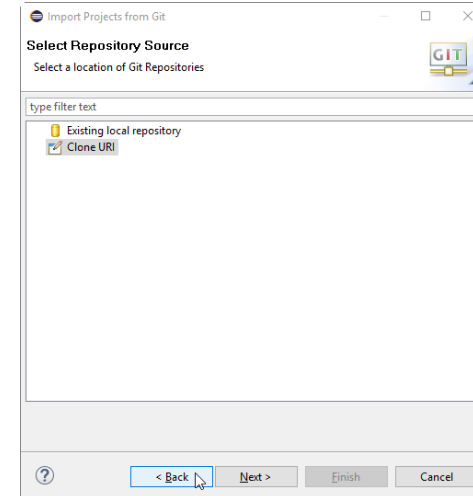 Import Projects from Git
Select Repository Source
Select a location of Git Repositories
GIT
type filter text
Existing local repository
Clone URI
?
< Back
Next >
Finish
Cancel